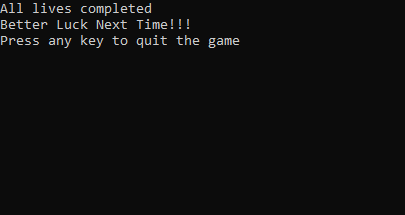 All lives completed
Better Luck Next Time!!!
Press any key to quit the game